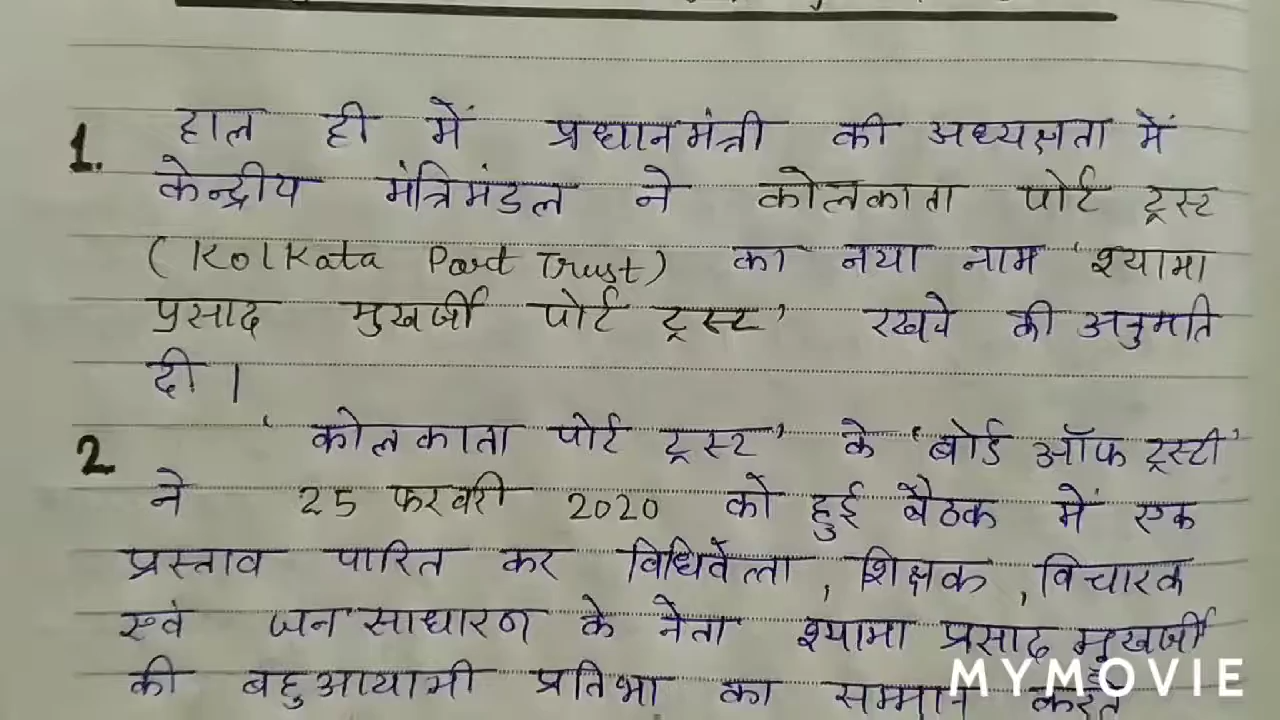 हाल ही में प्रधानमंत्री की अध्यक्षता में
1.
केन्द्रीय मंत्रिमंडल ने कोलकाता पोर्ट ट्रस्ट
(Kolkata Port Trust) का नया नाम 'श्यामा
प्रसाद मुखर्जी पोर्ट ट्रस्ट' रखने की अनुमति
दी ।
2 'कोलकाता पोर्ट ट्रस्ट' के 'बोर्ड ऑफ ट्रस्टी'
ने 25 फरवरी 2020 को हुई बैठक में एक
प्रस्ताव पारित कर विधिवेत्ता, शिक्षक, विचारक
एवं जन साधारण के नेता श्यामा प्रसाद मुखर्जी
की बहुआयामी प्रतिभा का सम्मान करते
MYMOVIE